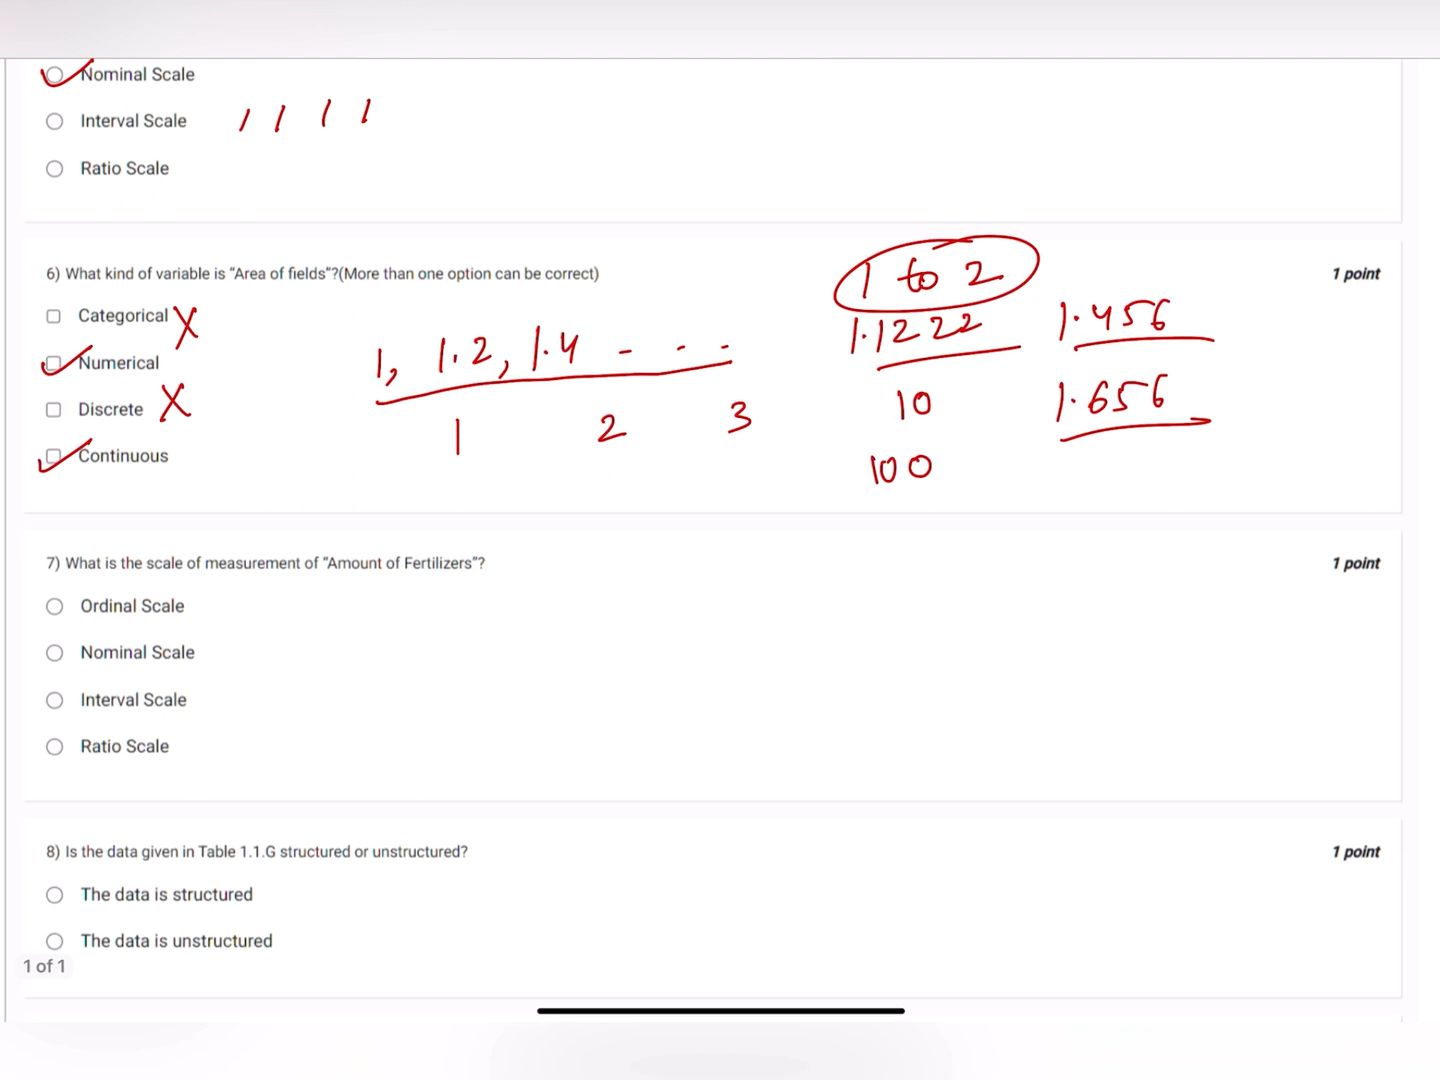 Nominal Scale
Interval Scale
Ratio Scale
6) What kind of variable is "Area of fields"?(More than one option can be correct)
1 point
Categorical
Numerical
Discrete
Continuous
1, 1.2, 1.4 - - - -
1 2 3
1 to 2
1.1222
1.456
10
1.656
100
7) What is the scale of measurement of "Amount of Fertilizers"?
1 point
Ordinal Scale
Nominal Scale
Interval Scale
Ratio Scale
8) Is the data given in Table 1.1.G structured or unstructured?
1 point
The data is structured
The data is unstructured
1 of 1